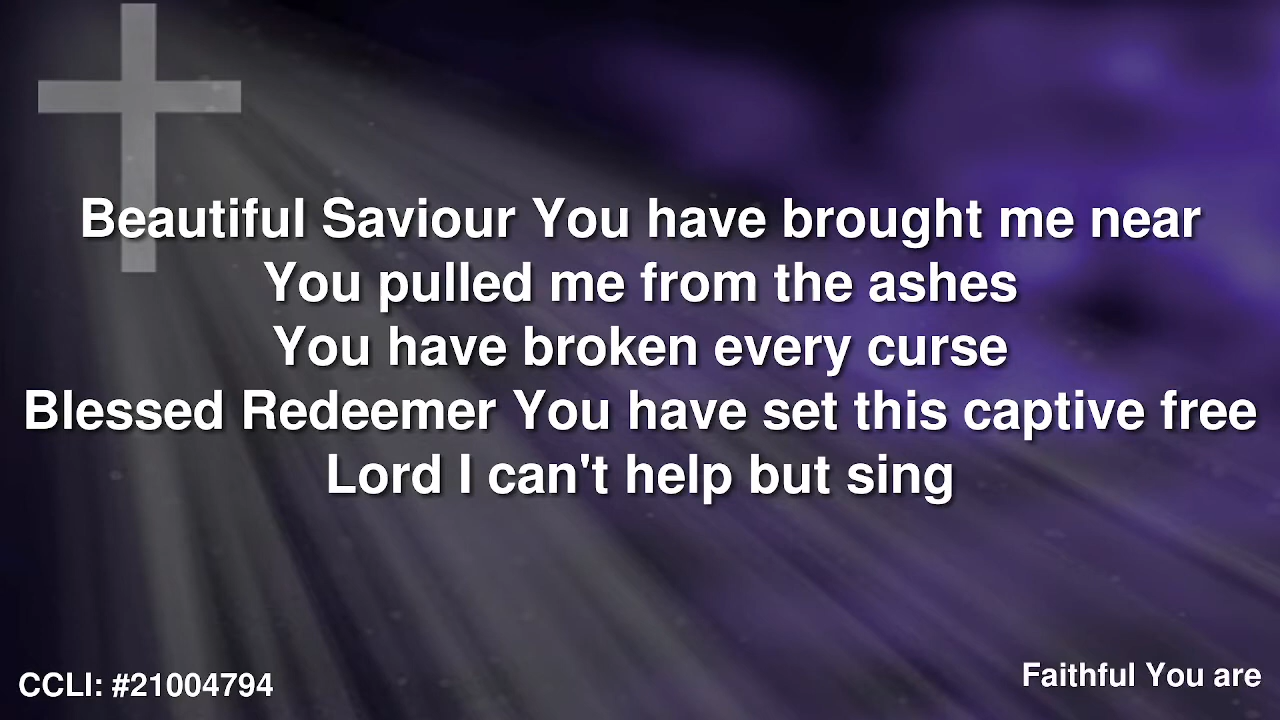 Beautiful Saviour You have brought me near
You pulled me from the ashes
You have broken every curse
Blessed Redeemer You have set this captive free
Lord I can't help but sing
CCLI: #21004794
Faithful You are